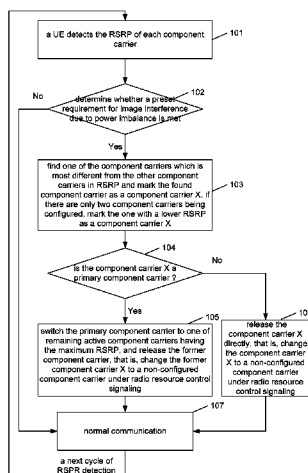 a UE detects the RSRP of each component
carrier
101
102
No
determine whether a preset
requirement for image interference
due to power imbalance is met
Yes
find one of the component carriers which is
most different from the other component
carriers in RSRP and mark the found
component carrier as a component carrier X, if
there are only two component carriers being
configured, mark the one with a lower RSRP
as a component carrier X
103
104
No
is the component carrier X a
primary component carrier ?
Yes
105
switch the primary component carrier to one of
remaining active component carriers having
the maximum RSRP, and release the former
component carrier, that is, change the former
component carrier X to a non-configured
component carrier under radio resource control
signaling
release the
component carrier X
directly, that is, change
the component carrier
to a non-configured
component carrier
under radio resource
control signaling
107
normal communication
a next cycle of
RSPR detection